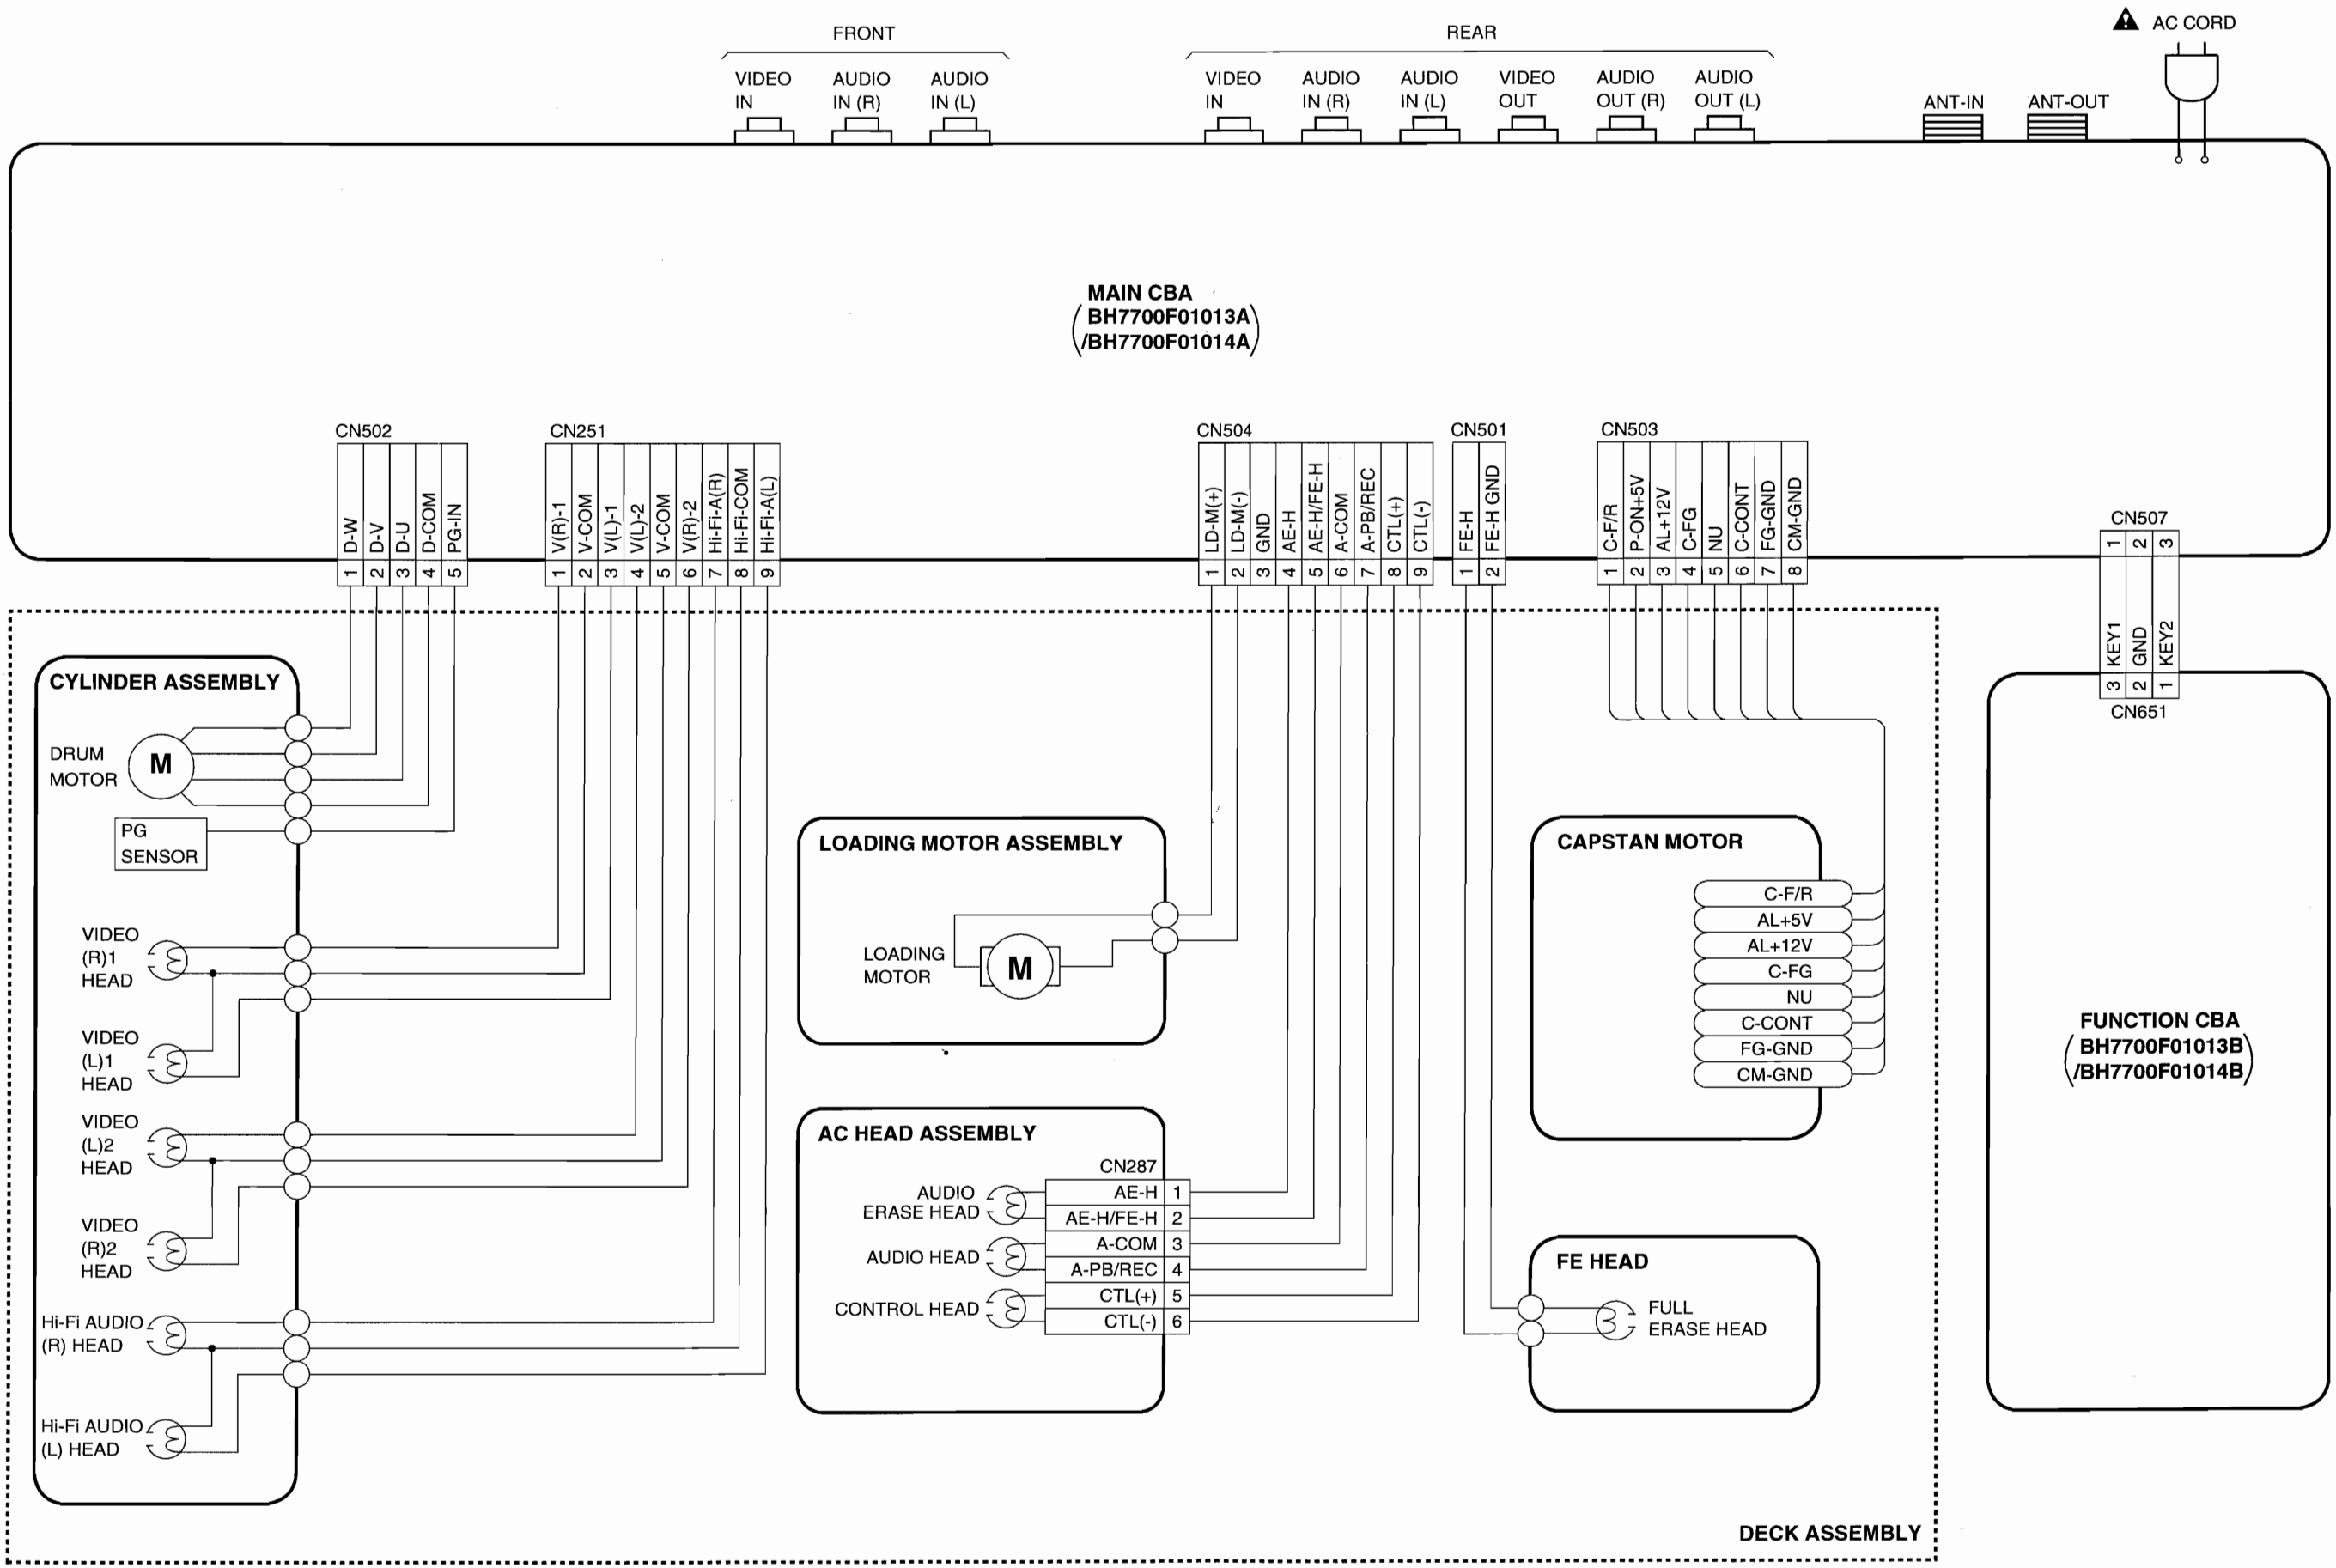 FRONT
REAR
AC CORD
VIDEO
IN
AUDIO
IN (R)
AUDIO
IN (L)
VIDEO
IN
AUDIO
IN (R)
AUDIO
IN (L)
VIDEO
OUT
AUDIO
OUT (R)
AUDIO
OUT (L)
ANT-IN
ANT-OUT
MAIN CBA
BH7700F01013A
/BH7700F01014A
CN502
D-W
D-V
D-U
D-COM
PG-IN
1 2 3 4 5
CN251
V(R)-1
V-COM
V(L)-1
V(L)-2
V-COM
V(R)-2
Hi-Fi-A(R)
Hi-Fi-COM
Hi-Fi-A(L)
1 2 3 4 5 6 7 8 9
CN504
LD-M(+)
LD-M(-)
GND
AE-H
AE-H/FE-H
A-COM
A-PB/REC
CTL(+)
CTL(-)
1 2 3 4 5 6 7 8 9
CN501
FE-H
FE-H GND
1 2
CN503
C-F/R
P-ON+5V
AL+12V
C-FG
NU
C-CONT
FG-GND
CM-GND
1 2 3 4 5 6 7 8
CN507
1 2 3
KEY1
GND
KEY2
3 2 1
CN651
CYLINDER ASSEMBLY
DRUM
MOTOR
M
PG
SENSOR
VIDEO
(R)1
HEAD
VIDEO
(L)1
HEAD
VIDEO
(L)2
HEAD
VIDEO
(R)2
HEAD
Hi-Fi AUDIO
(R) HEAD
Hi-Fi AUDIO
(L) HEAD
LOADING MOTOR ASSEMBLY
LOADING
MOTOR
M
AC HEAD ASSEMBLY
CN287
AUDIO
ERASE HEAD
AUDIO HEAD
CONTROL HEAD
AE-H 1
AE-H/FE-H 2
A-COM 3
A-PB/REC 4
CTL(+) 5
CTL(-) 6
CAPSTAN MOTOR
C-F/R
AL+5V
AL+12V
C-FG
NU
C-CONT
FG-GND
CM-GND
FE HEAD
FULL
ERASE HEAD
FUNCTION CBA
BH7700F01013B
/BH7700F01014B
DECK ASSEMBLY